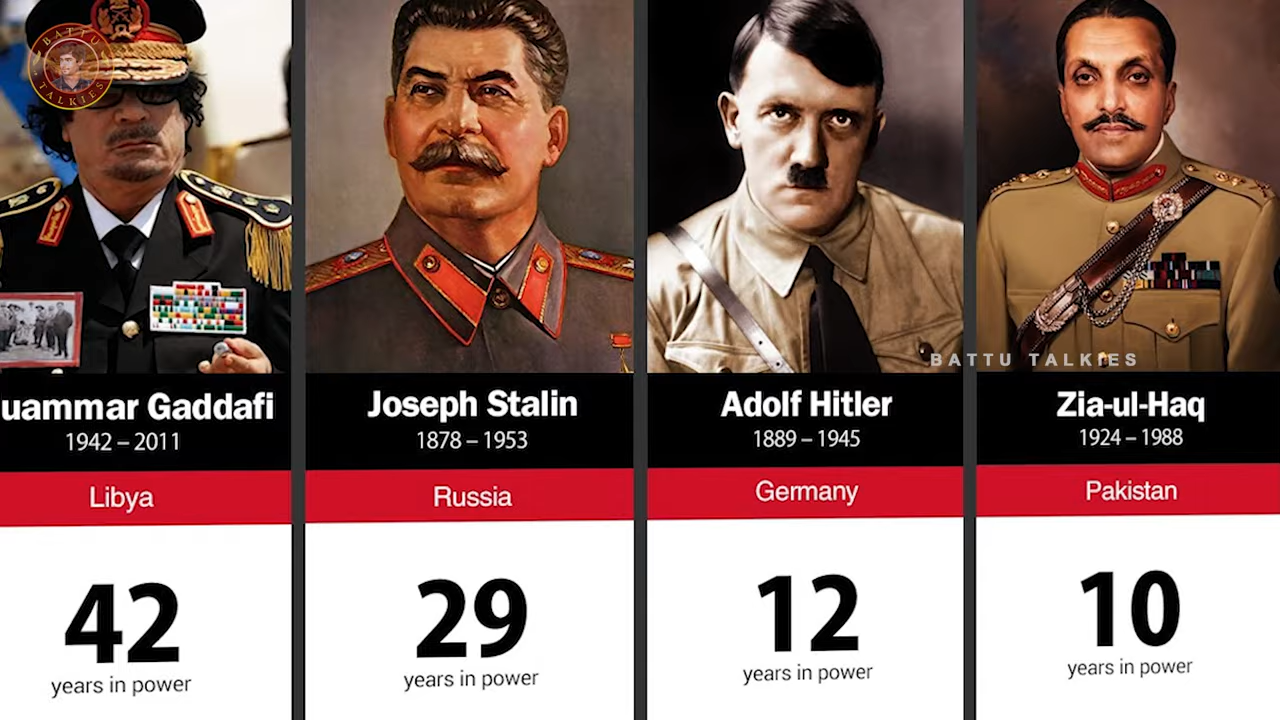 BATTU
TALKIES
BATTU TALKIES
uammar Gaddafi
1942 – 2011
Libya
42
years in power
Joseph Stalin
1878 – 1953
Russia
29
years in power
Adolf Hitler
1889 – 1945
Germany
12
years in power
Zia-ul-Haq
1924 – 1988
Pakistan
10
years in power